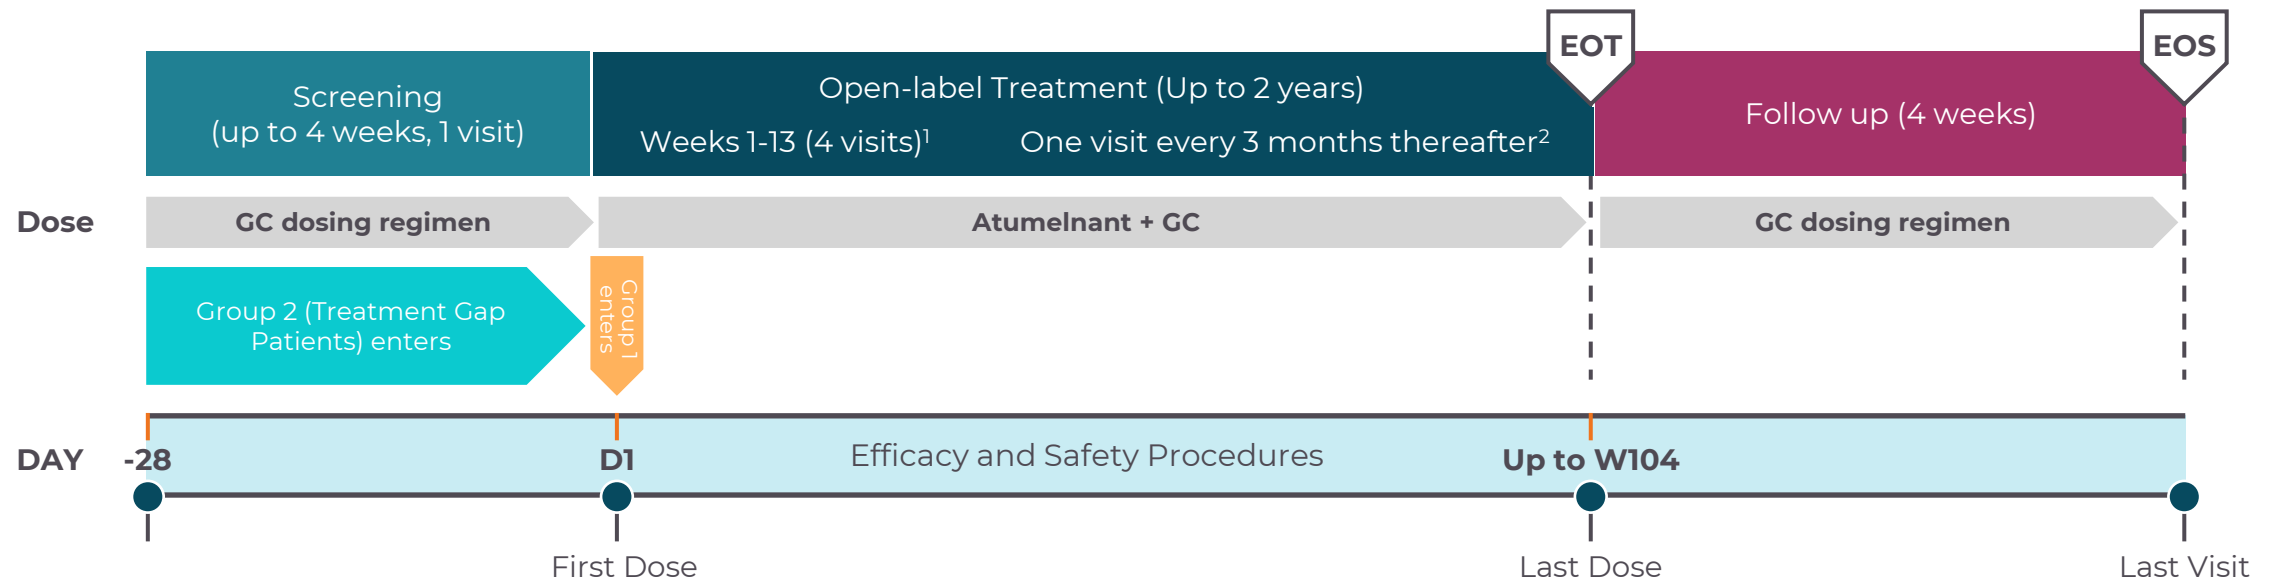 EOT
EOS
Screening
(up to 4 weeks, 1 visit)
Open-label Treatment (Up to 2 years)
Weeks 1-13 (4 visits)¹
One visit every 3 months thereafter²
Follow up (4 weeks)
Dose
GC dosing regimen
Atumelnant + GC
GC dosing regimen
Group 2 (Treatment Gap
Patients) enters
Group 1
enters
DAY
-28
D1
Efficacy and Safety Procedures
Up to W104
First Dose
Last Dose
Last Visit